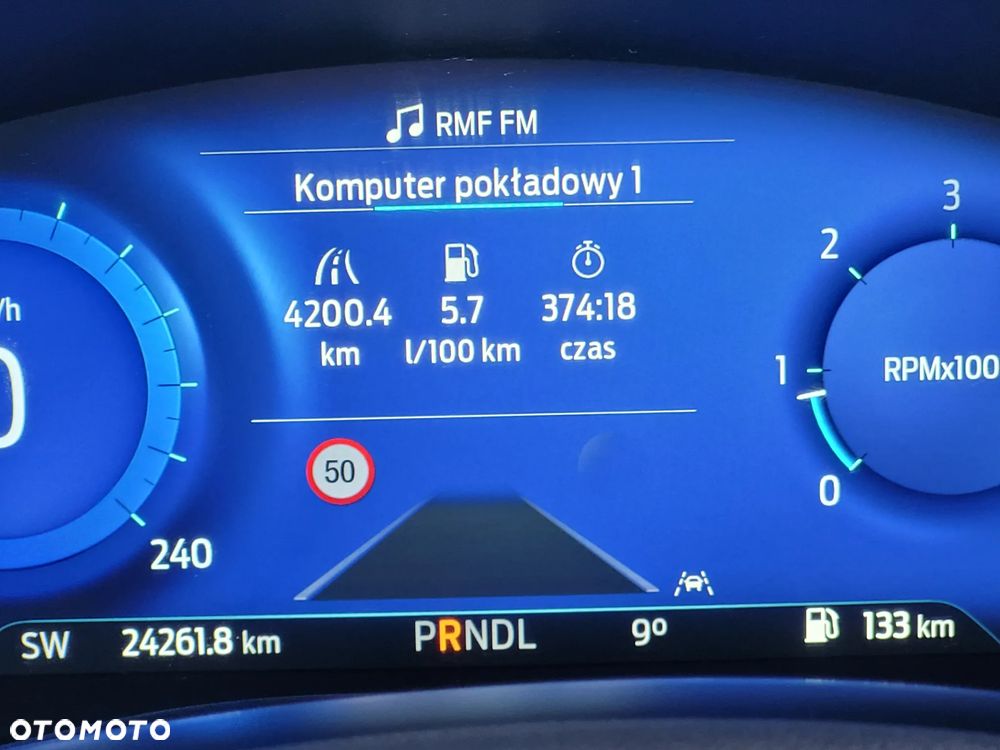 RMF FM
Komputer pokładowy 1
4200.4 5.7 374:18
km l/100 km czas
/h
0
240
50
3
2
1
0
RPMx100
SW 24261.8 km PRNDL 9° 133 km
OTOMOTO